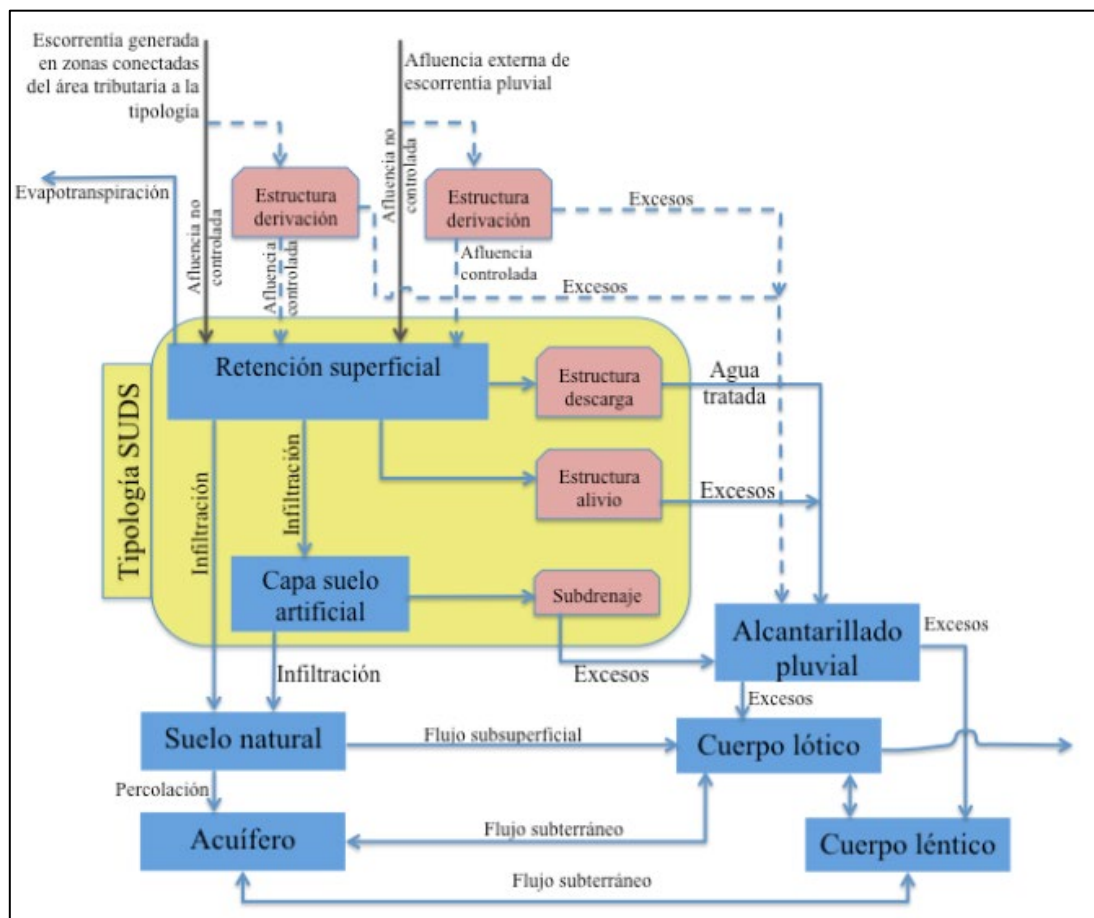 Escorrentía generada
en zonas conectadas
del área tributaria a la
tipología
Afluencia externa de
escorrentía pluvial
Evapotranspiración
Afluencia no
controlada
Estructura
derivación
Afluencia
controlada
Afluencia no
controlada
Estructura
derivación
Afluencia
controlada
Excesos
Excesos
Tipología SUDS
Retención superficial
Estructura
descarga
Agua
tratada
Estructura
alivio
Excesos
Infiltración
Infiltración
Capa suelo
artificial
Subdrenaje
Alcantarillado
pluvial
Excesos
Infiltración
Excesos
Excesos
Suelo natural
Flujo subsuperficial
Cuerpo lótico
Percolación
Acuífero
Flujo subterráneo
Cuerpo léntico
Flujo subterráneo